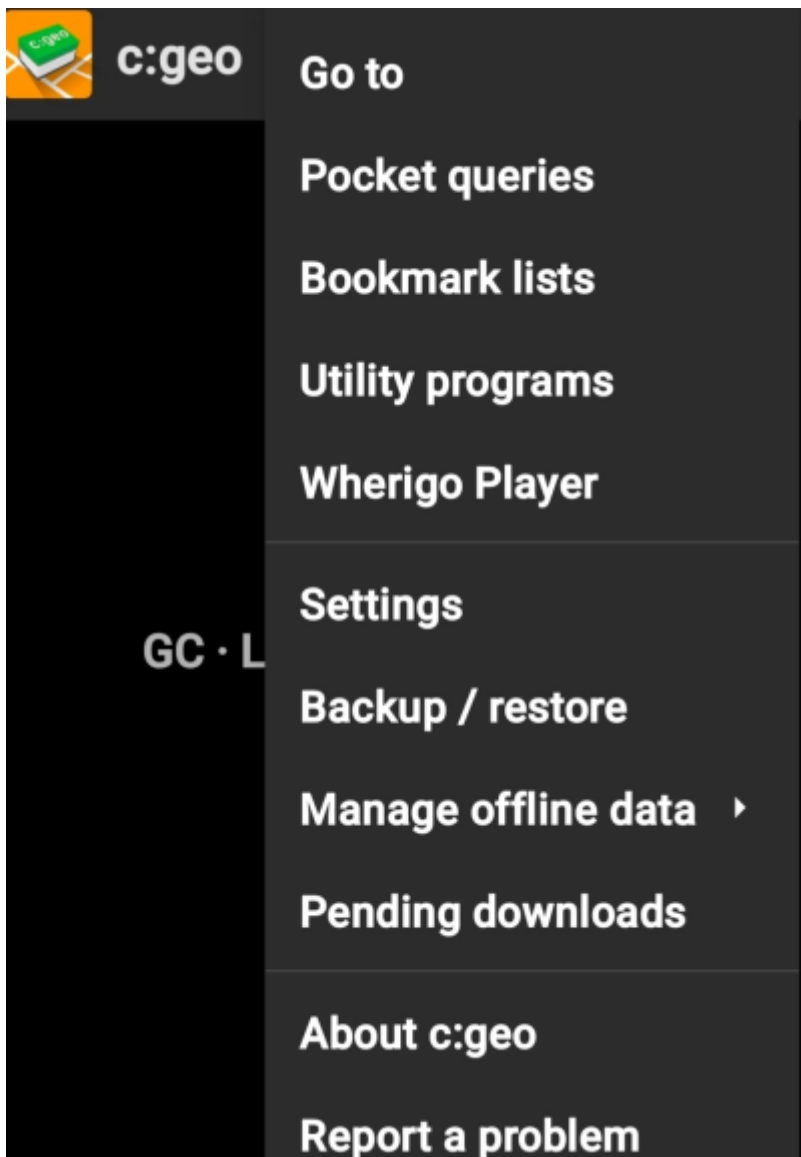 c:geo
c:geo
Go to
Pocket queries
Bookmark lists
Utility programs
Wherigo Player
Settings
GC · L
Backup / restore
Manage offline data
Pending downloads
About c:geo
Report a problem